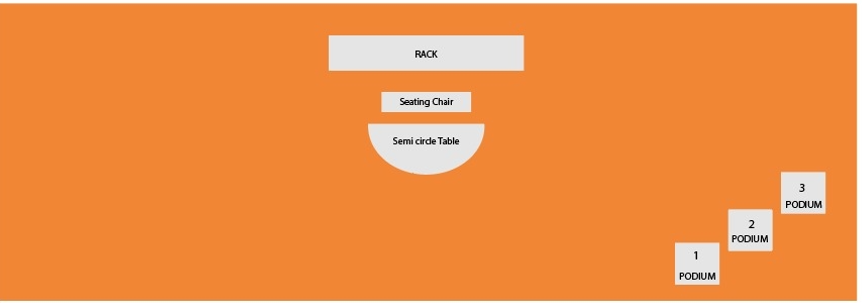 RACK
Seating Chair
Semi circle Table
3
PODIUM
2
PODIUM
1
PODIUM